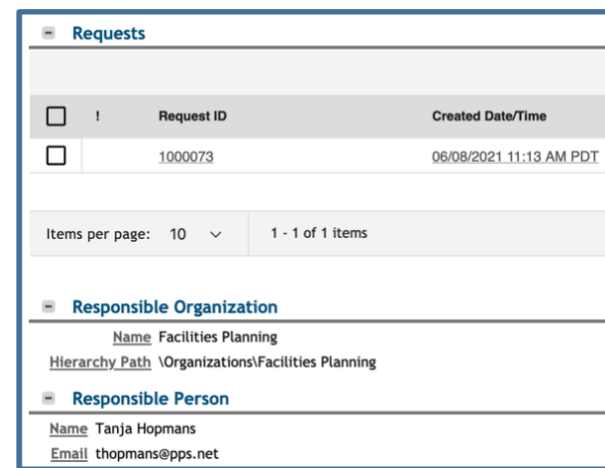 Requests
! Request ID Created Date/Time
1000073 06/08/2021 11:13 AM PDT
Items per page: 10 1 - 1 of 1 items
Responsible Organization
Name Facilities Planning
Hierarchy Path \Organizations\Facilities Planning
Responsible Person
Name Tanja Hopmans
Email thopmans@pps.net